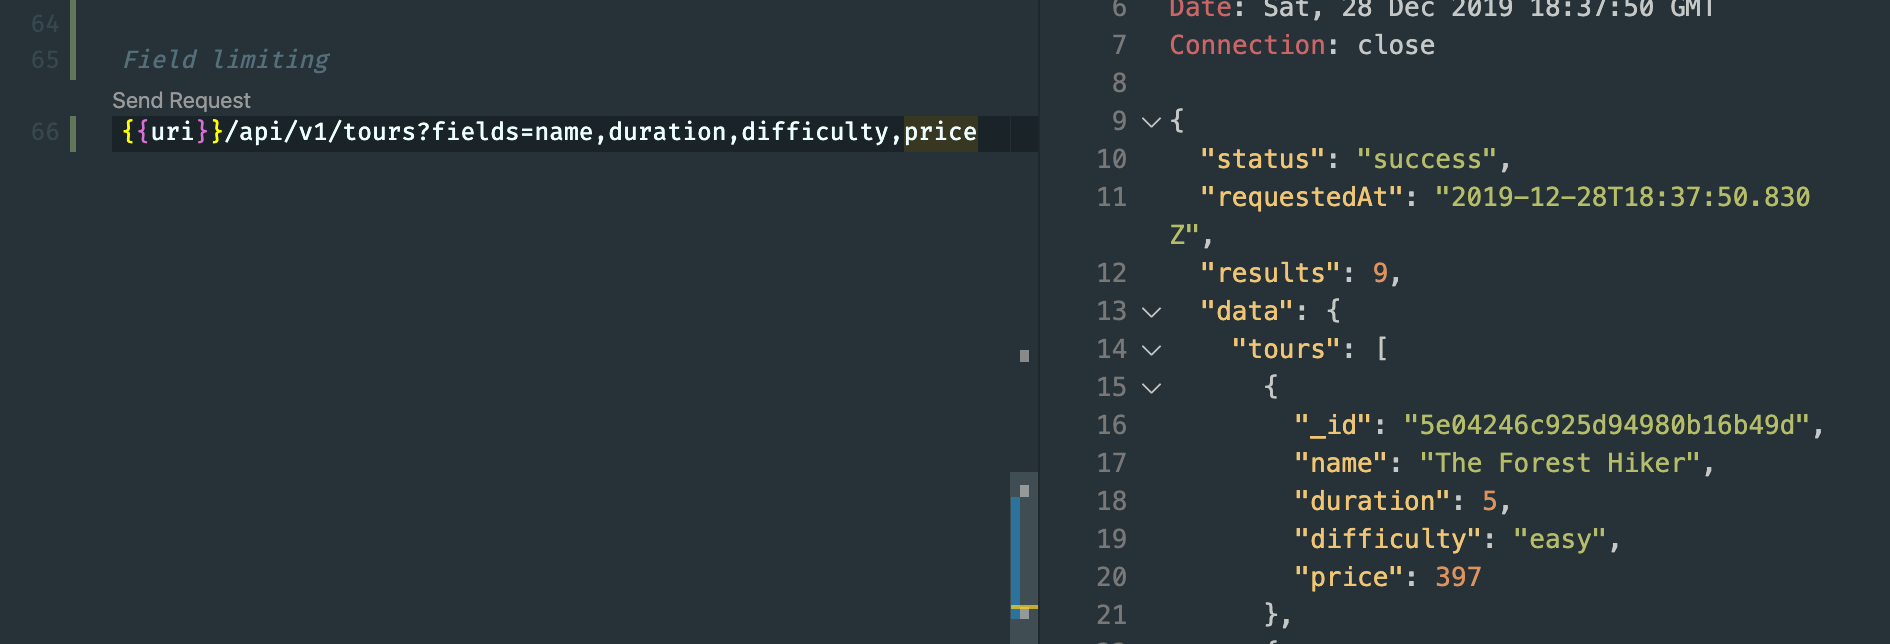 64
65 Field limiting
Send Request
66 {{uri}}/api/v1/tours?fields=name,duration,difficulty,price
6 Date: Sat, 28 Dec 2019 18:37:50 GMT
7 Connection: close
8
9 {
10 "status": "success",
11 "requestedAt": "2019-12-28T18:37:50.830
Z",
12 "results": 9,
13 "data": {
14 "tours": [
15 {
16 "_id": "5e04246c925d94980b16b49d",
17 "name": "The Forest Hiker",
18 "duration": 5,
19 "difficulty": "easy",
20 "price": 397
21 },